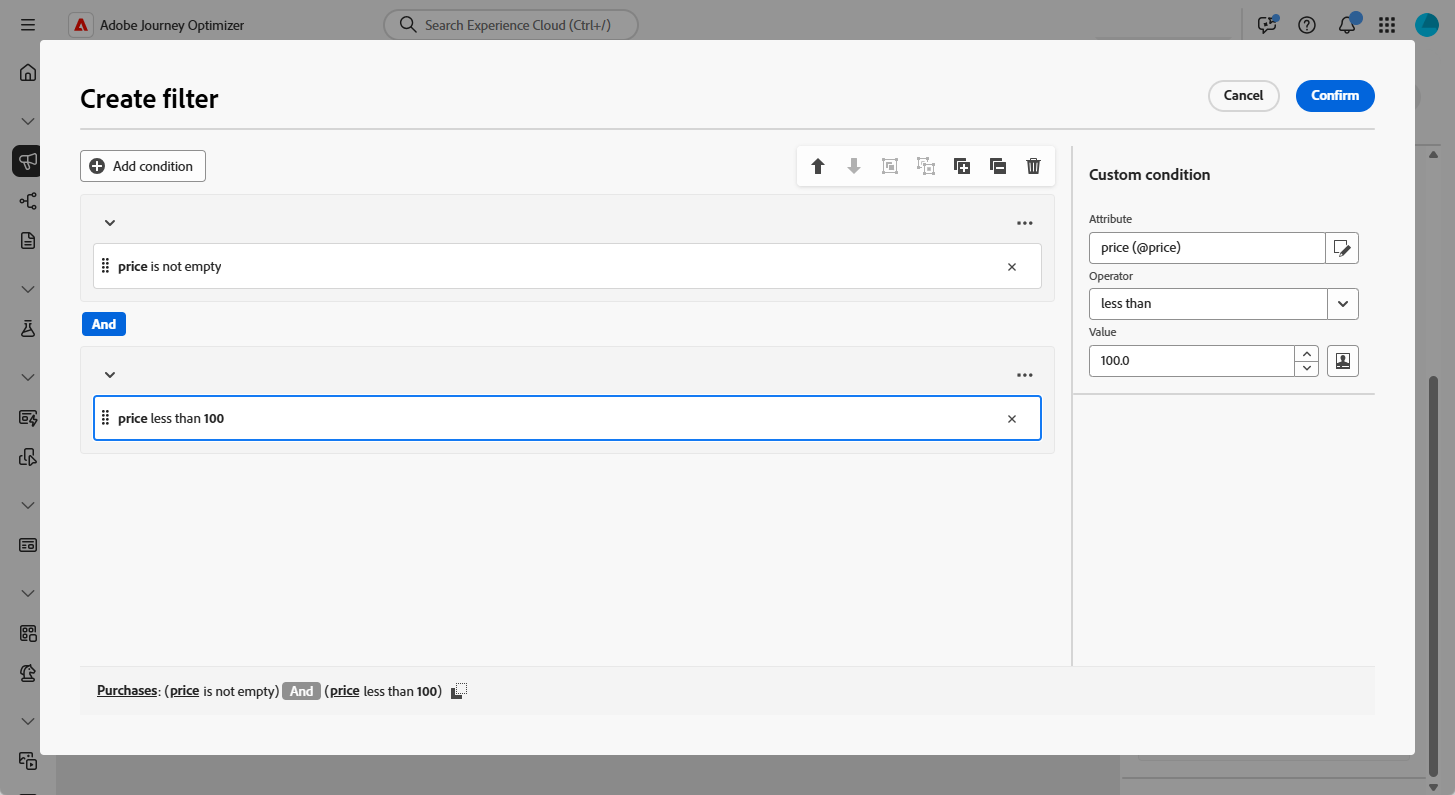 Adobe Journey Optimizer
Search Experience Cloud (Ctrl+/)
Create filter
Cancel
Confirm
Add condition
price is not empty
And
price less than 100
Custom condition
Attribute
price (@price)
Operator
less than
Value
100.0
Purchases: (price is not empty) And (price less than 100)